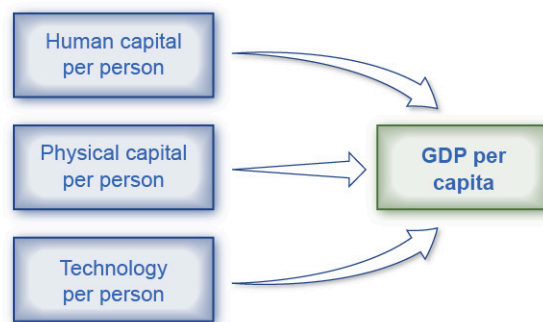 Human capital
per person
Physical capital
per person
GDP per
capita
Technology
per person